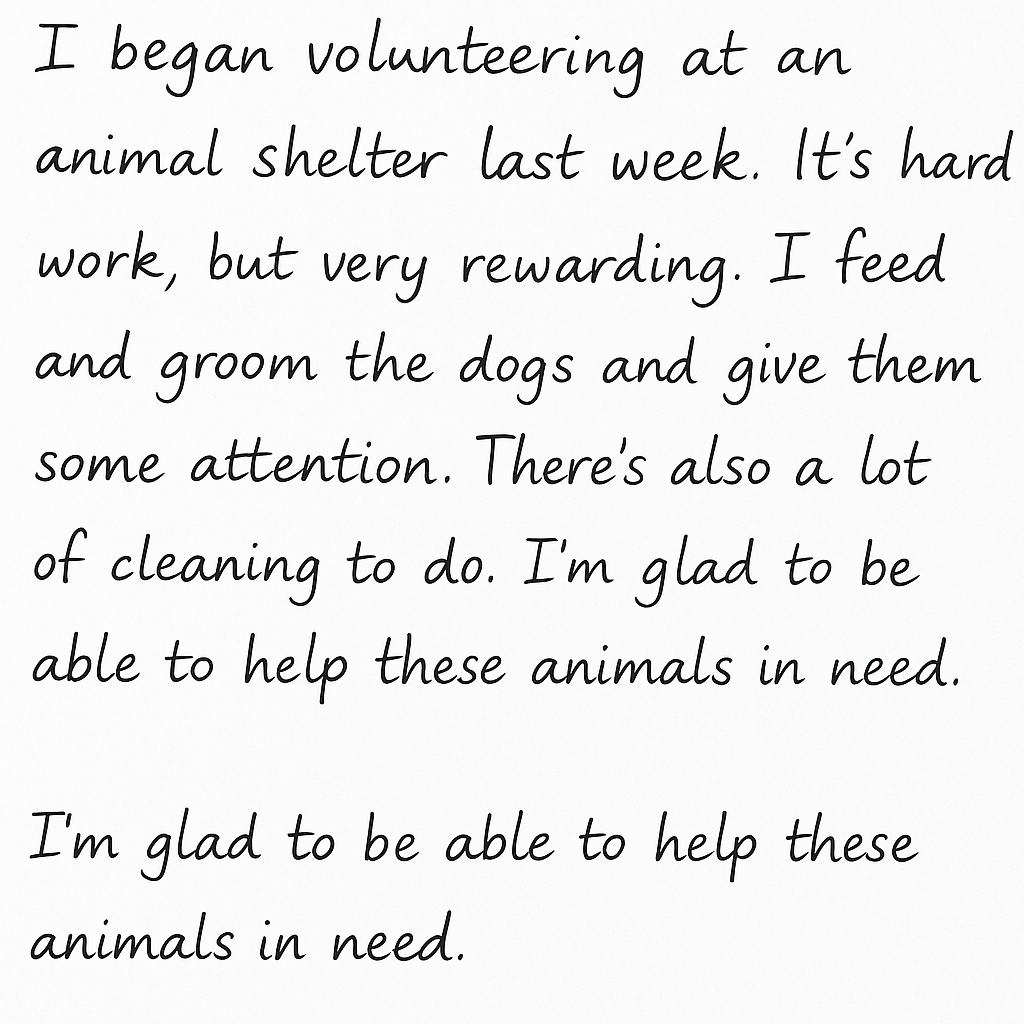 I began volunteering at an
animal shelter last week. It's hard
work, but very rewarding. I feed
and groom the dogs and give them
some attention. There's also a lot
of cleaning to do. I'm glad to be
able to help these animals in need.
I'm glad to be able to help these
animals in need.